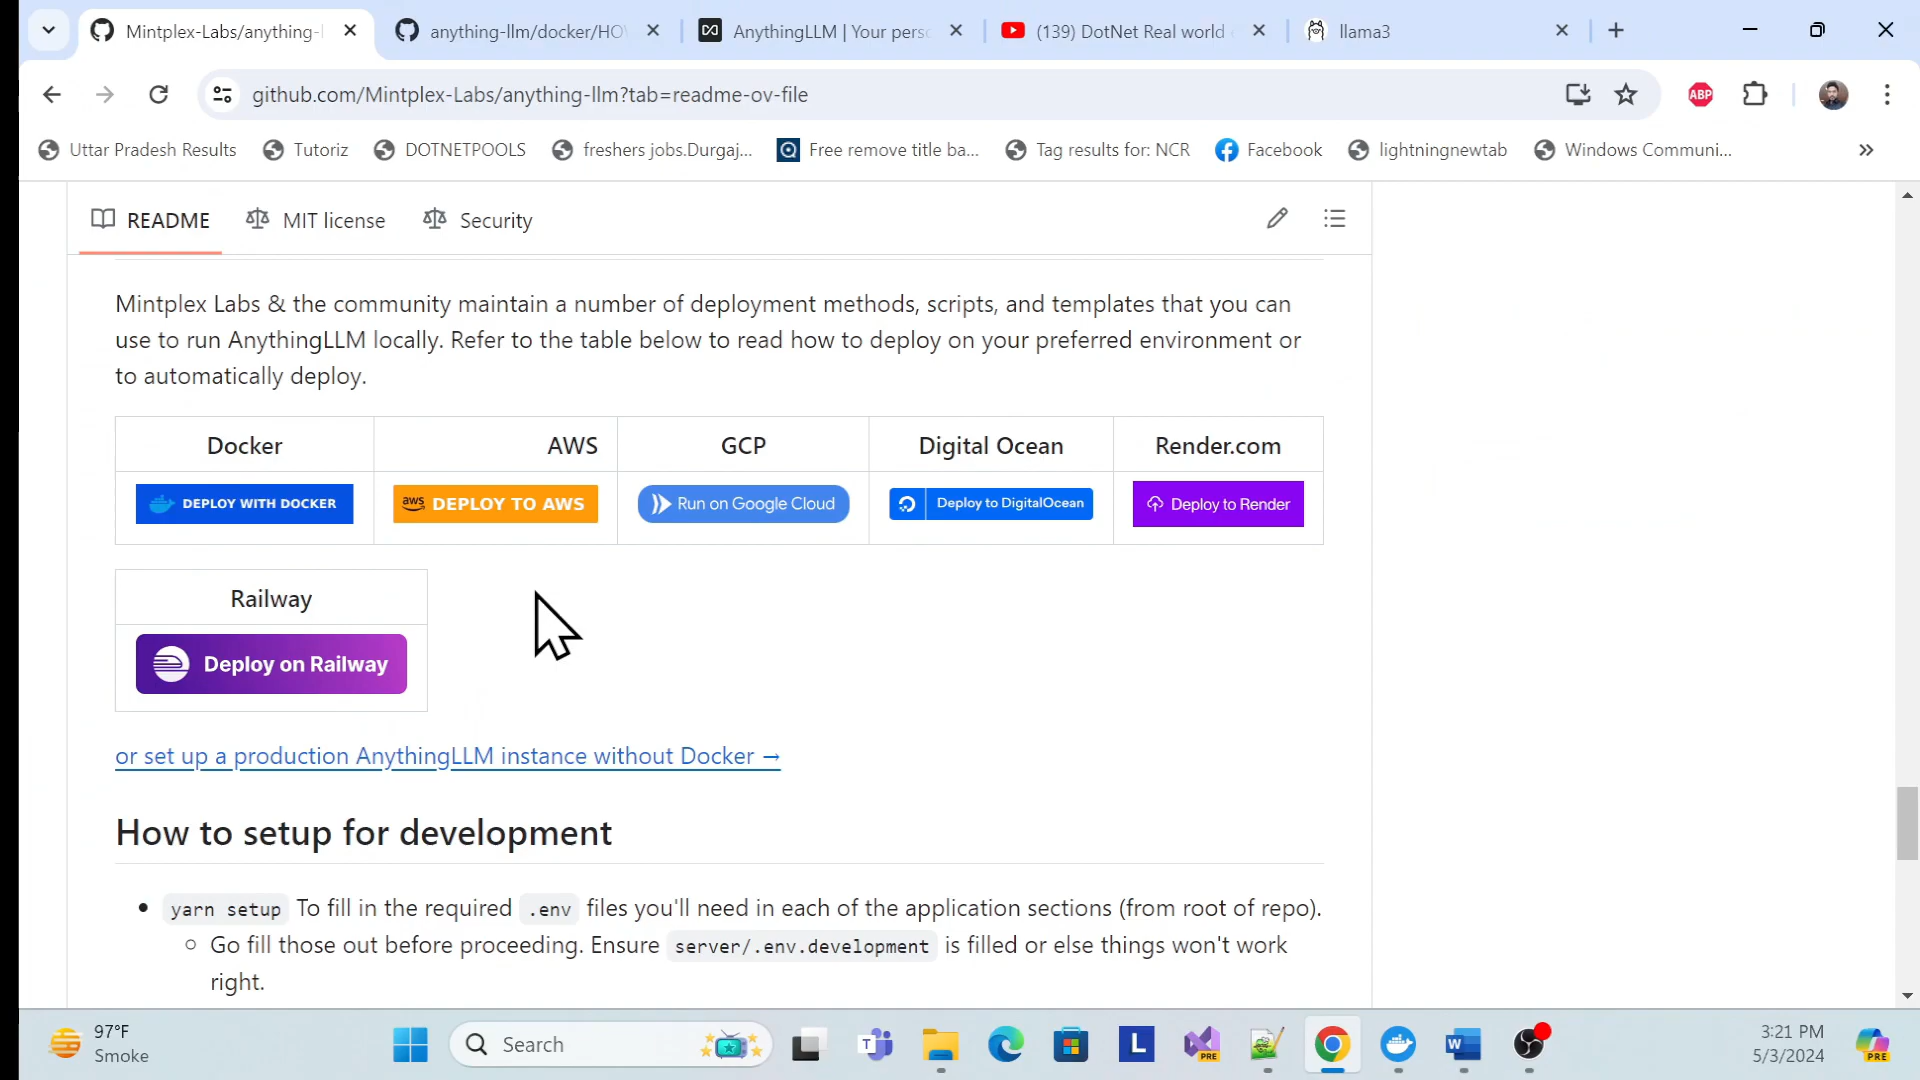 Mintplex-Labs/anything-l
anything-llm/docker/HO
AnythingLLM | Your pers
(139) DotNet Real world
llama3
github.com/Mintplex-Labs/anything-llm?tab=readme-ov-file
ABP
Uttar Pradesh Results
Tutoriz
DOTNETPOOLS
freshers jobs.Durgaj...
Free remove title ba...
Tag results for: NCR
Facebook
lightningnewtab
Windows Communi...
README
MIT license
Security
Mintplex Labs & the community maintain a number of deployment methods, scripts, and templates that you can
use to run AnythingLLM locally. Refer to the table below to read how to deploy on your preferred environment or
to automatically deploy.
Docker
AWS
GCP
Digital Ocean
Render.com
DEPLOY WITH DOCKER
aws DEPLOY TO AWS
Run on Google Cloud
Deploy to DigitalOcean
Deploy to Render
Railway
Deploy on Railway
or set up a production AnythingLLM instance without Docker →
How to setup for development
yarn setup To fill in the required .env files you'll need in each of the application sections (from root of repo).
Go fill those out before proceeding. Ensure server/.env.development is filled or else things won't work
right.
97°F
Smoke
Search
L
PRE
W
3:21 PM
5/3/2024
PRE